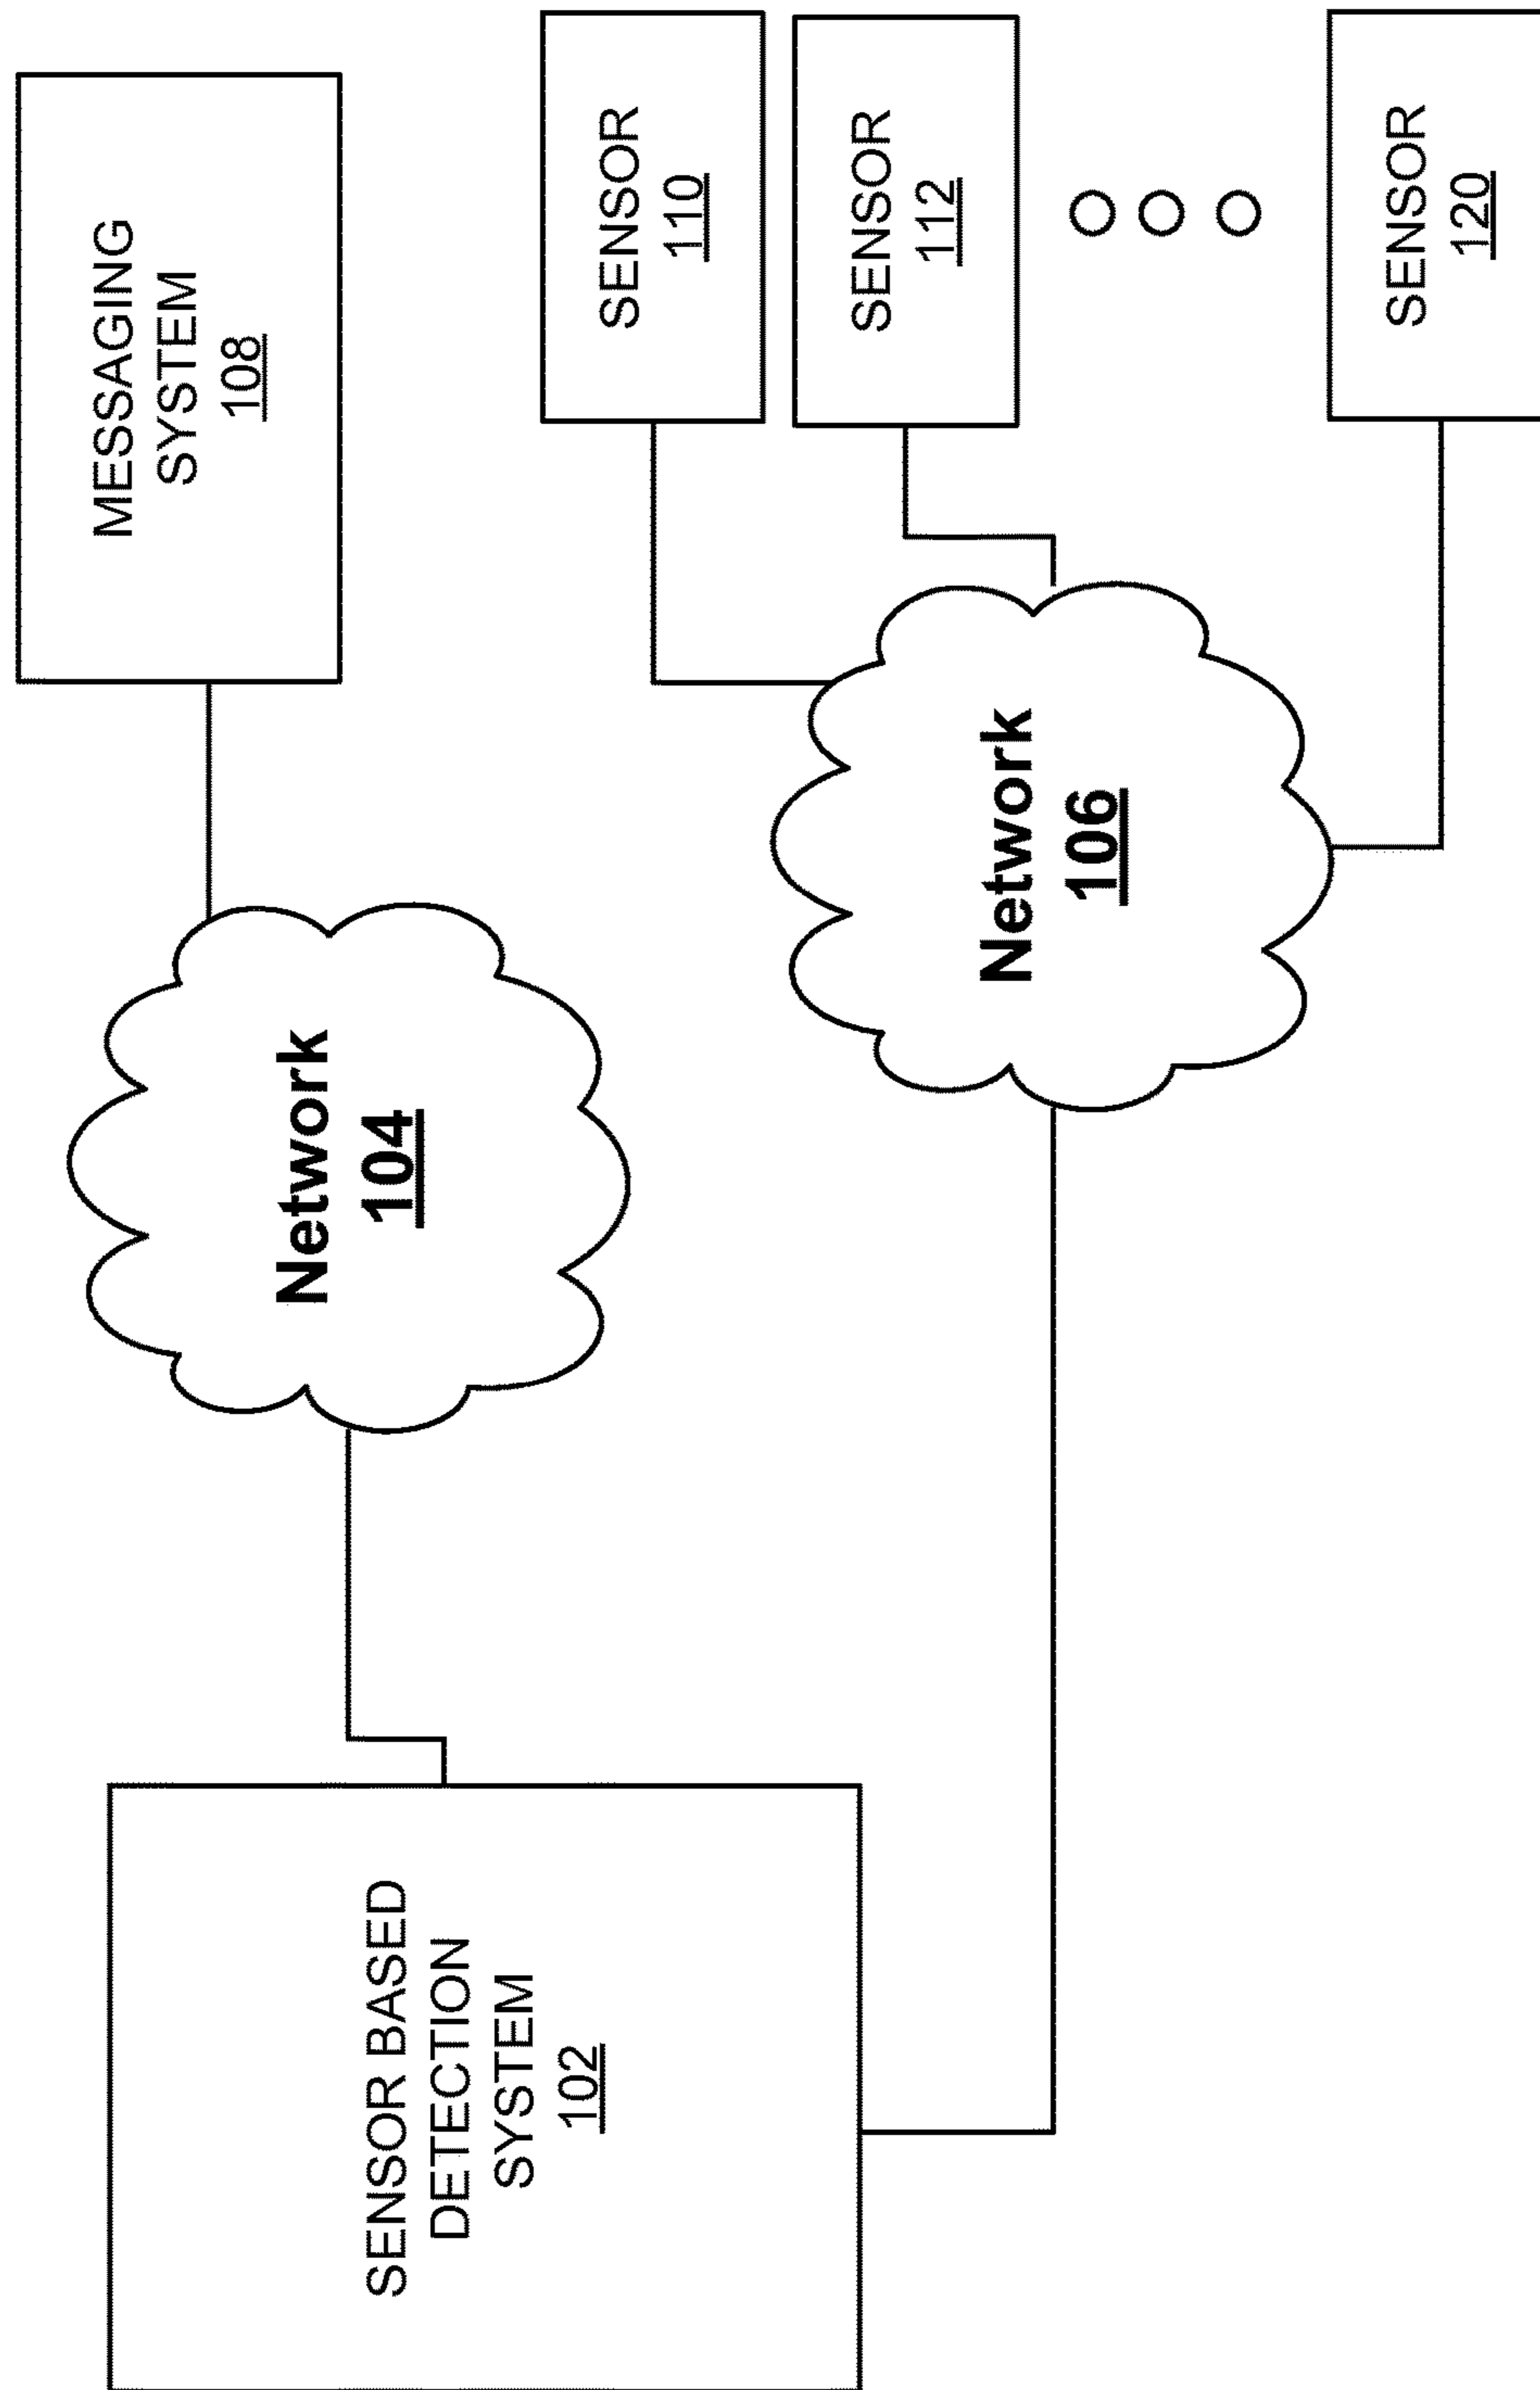 MESSAGING
SYSTEM
108
SENSOR
110
SENSOR
112
SENSOR
120
Network
104
Network
106
SENSOR BASED
DETECTION
SYSTEM
102